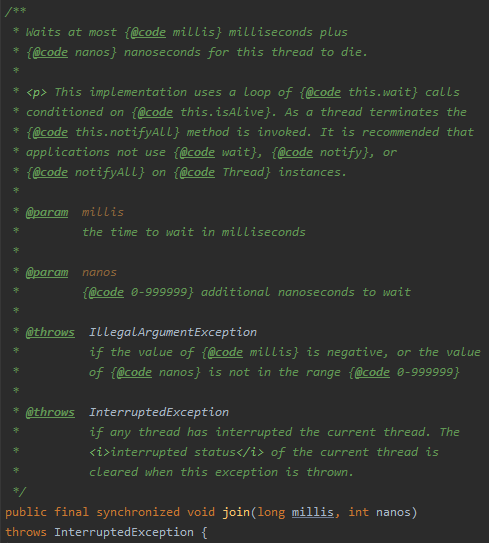 /**
 * Waits at most {@code millis} milliseconds plus
 * {@code nanos} nanoseconds for this thread to die.
 *
 * <p> This implementation uses a loop of {@code this.wait} calls
 * conditioned on {@code this.isAlive}. As a thread terminates the
 * {@code this.notifyAll} method is invoked. It is recommended that
 * applications not use {@code wait}, {@code notify}, or
 * {@code notifyAll} on {@code Thread} instances.
 *
 * @param  millis
 *         the time to wait in milliseconds
 *
 * @param  nanos
 *         {@code 0-999999} additional nanoseconds to wait
 *
 * @throws  IllegalArgumentException
 *          if the value of {@code millis} is negative, or the value
 *          of {@code nanos} is not in the range {@code 0-999999}
 *
 * @throws  InterruptedException
 *          if any thread has interrupted the current thread. The
 *          <i>interrupted status</i> of the current thread is
 *          cleared when this exception is thrown.
 */
public final synchronized void join(long millis, int nanos)
throws InterruptedException {